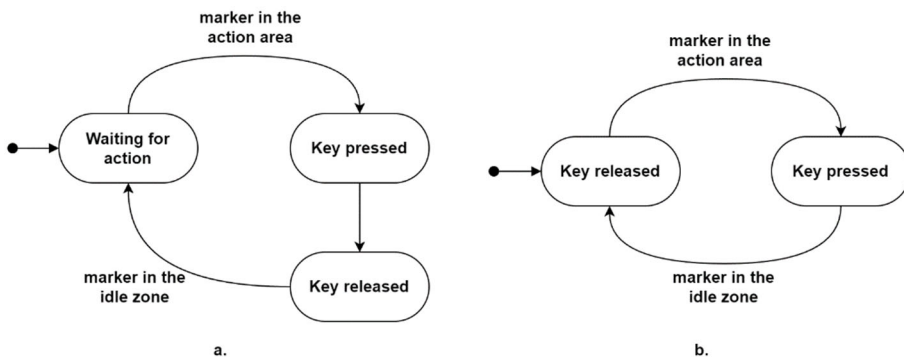 marker in the
action area
Waiting for
action
Key pressed
Key released
marker in the
idle zone
a.
marker in the
action area
Key released
Key pressed
marker in the
idle zone
b.